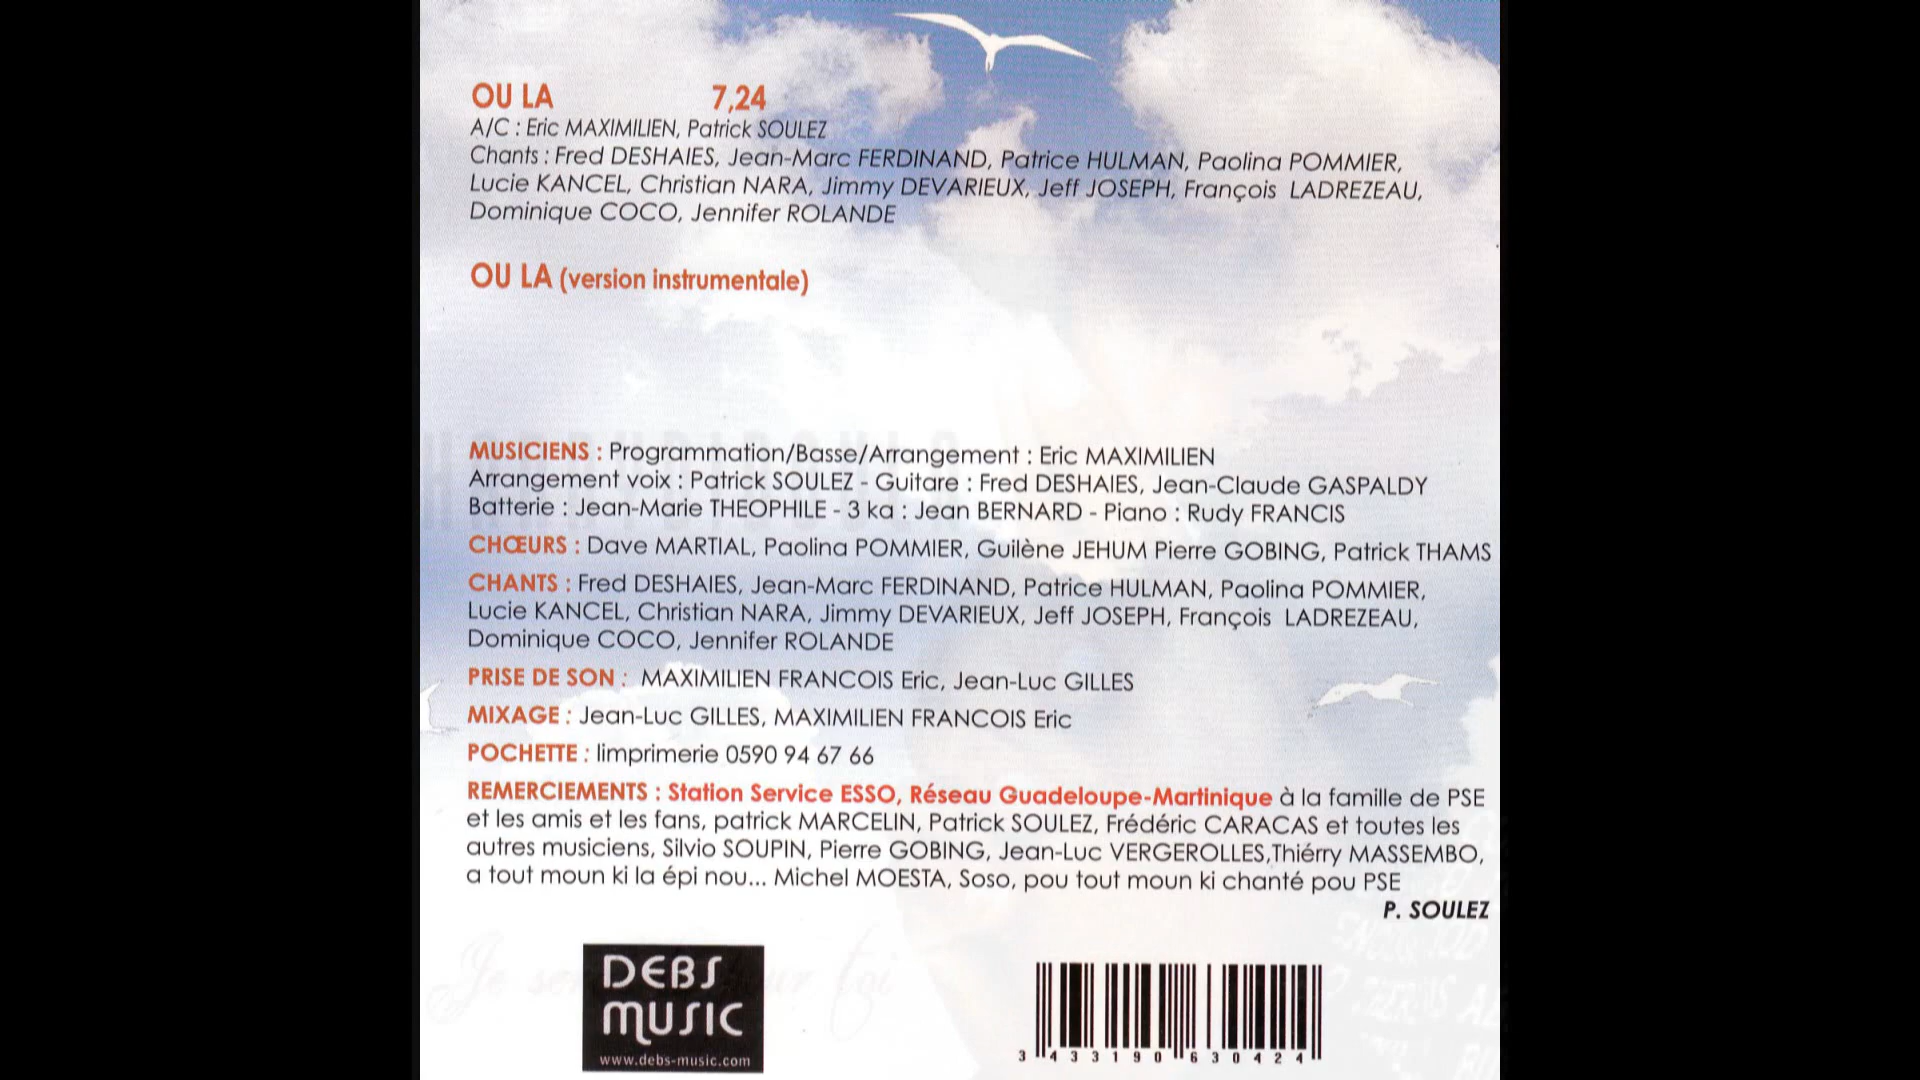 OU LA 7,24
A/C : Eric MAXIMILIEN, Patrick SOULEZ
Chants : Fred DESHAIES, Jean-Marc FERDINAND, Patrice HULMAN, Paolina POMMIER,
Lucie KANCEL, Christian NARA, Jimmy DEVARIEUX, Jeff JOSEPH, François LADREZEAU,
Dominique COCO, Jennifer ROLANDE
OU LA (version instrumentale)
MUSICIENS : Programmation/Basse/Arrangement : Eric MAXIMILIEN
Arrangement voix : Patrick SOULEZ - Guitare : Fred DESHAIES, Jean-Claude GASPALDY
Batterie : Jean-Marie THEOPHILE - 3 ka : Jean BERNARD - Piano : Rudy FRANCIS
CHŒURS : Dave MARTIAL, Paolina POMMIER, Guilène JEHUM Pierre GOBING, Patrick THAMS
CHANTS : Fred DESHAIES, Jean-Marc FERDINAND, Patrice HULMAN, Paolina POMMIER,
Lucie KANCEL, Christian NARA, Jimmy DEVARIEUX, Jeff JOSEPH, François LADREZEAU,
Dominique COCO, Jennifer ROLANDE
PRISE DE SON : MAXIMILIEN FRANCOIS Eric, Jean-Luc GILLES
MIXAGE : Jean-Luc GILLES, MAXIMILIEN FRANCOIS Eric
POCHETTE : limprimerie 0590 94 67 66
REMERCIEMENTS : Station Service ESSO, Réseau Guadeloupe-Martinique à la famille de PSE
et les amis et les fans, patrick MARCELIN, Patrick SOULEZ, Frédéric CARACAS et toutes les
autres musiciens, Silvio SOUPIN, Pierre GOBING, Jean-Luc VERGEROLLES,Thiérry MASSEMBO,
a tout moun ki la épi nou... Michel MOESTA, Soso, pou tout moun ki chanté pou PSE
P. SOULEZ
DEBS
MUSIC
www.debs-music.com
3 433190 630424